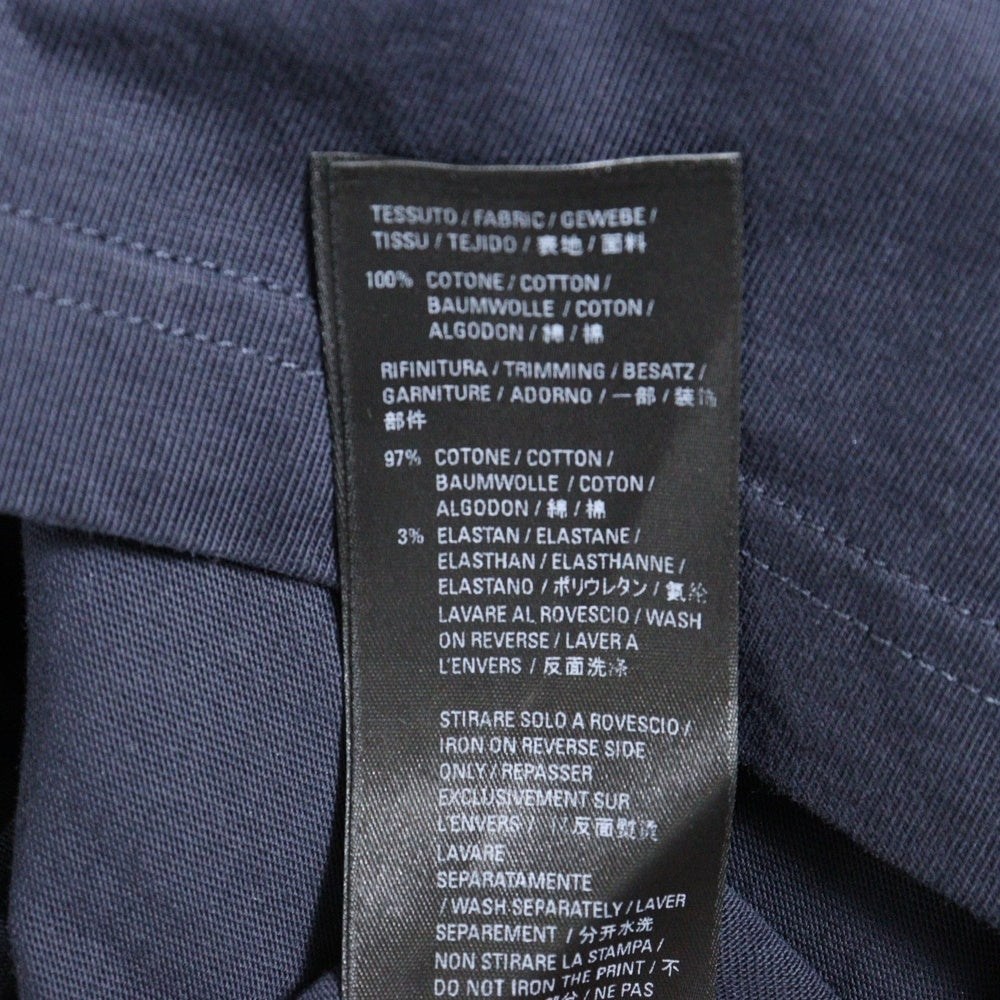 TESSUTO / FABRIC / GEWEBE /
TISSU / TEJIDO / 表地 / 面料
100% COTONE / COTTON /
BAUMWOLLE / COTON /
ALGODON / 綿 / 棉
RIFINITURA / TRIMMING / BESATZ /
GARNITURE / ADORNO / 一部 / 装饰
部件
97% COTONE / COTTON /
BAUMWOLLE / COTON /
ALGODON / 綿 / 棉
3% ELASTAN / ELASTANE /
ELASTHAN / ELASTHANNE /
ELASTANO / ポリウレタン / 氨纶
LAVARE AL ROVESCIO / WASH
ON REVERSE / LAVER A
L'ENVERS / 反面洗涤
STIRARE SOLO A ROVESCIO /
IRON ON REVERSE SIDE
ONLY / REPASSER
EXCLUSIVEMENT SUR
L'ENVERS / 反面熨烫
LAVARE
SEPARATAMENTE
/ WASH SEPARATELY / LAVER
SEPAREMENT / 分开水洗
NON STIRARE LA STAMPA /
DO NOT IRON THE PRINT / 不
/ NE PAS